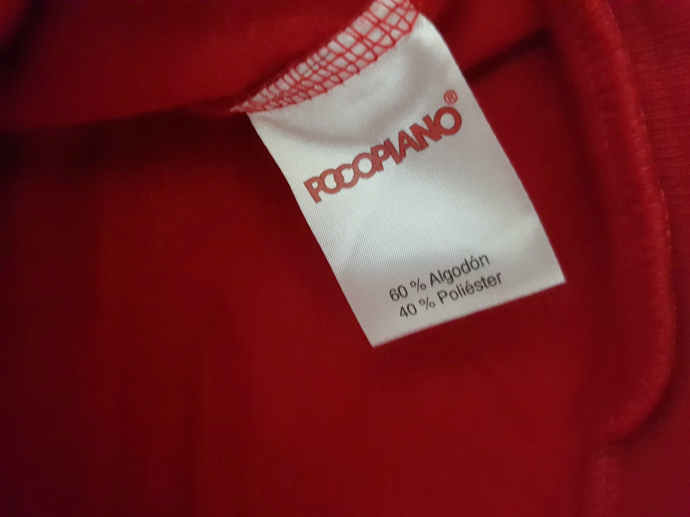 POCOPIANO®
60 % Algodón
40 % Poliéster